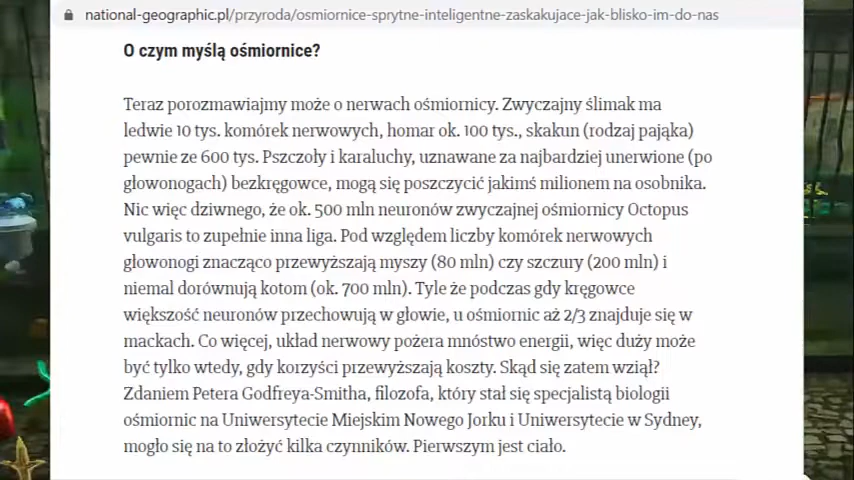 national-geographic.pl/przyroda/osmiornice-sprytne-inteligentne-zaskakujace-jak-blisko-im-do-nas
O czym myślą ośmiornice?
Teraz porozmawiajmy może o nerwach ośmiornicy. Zwyczajny ślimak ma
ledwie 10 tys. komórek nerwowych, homar ok. 100 tys., skakun (rodzaj pająka)
pewnie ze 600 tys. Pszczoły i karaluchy, uznawane za najbardziej unerwione (po
głowonogach) bezkręgowce, mogą się poszczycić jakimś milionem na osobnika.
Nic więc dziwnego, że ok. 500 mln neuronów zwyczajnej ośmiornicy Octopus
vulgaris to zupełnie inna liga. Pod względem liczby komórek nerwowych
głowonogi znacząco przewyższają myszy (80 mln) czy szczury (200 mln) i
niemal dorównują kotom (ok. 700 mln). Tyle że podczas gdy kręgowce
większość neuronów przechowują w głowie, u ośmiornic aż 2/3 znajduje się w
mackach. Co więcej, układ nerwowy pożera mnóstwo energii, więc duży może
być tylko wtedy, gdy korzyści przewyższają koszty. Skąd się zatem wziął?
Zdaniem Petera Godfreya-Smitha, filozofa, który stał się specjalistą biologii
ośmiornic na Uniwersytecie Miejskim Nowego Jorku i Uniwersytecie w Sydney,
mogło się na to złożyć kilka czynników. Pierwszym jest ciało.